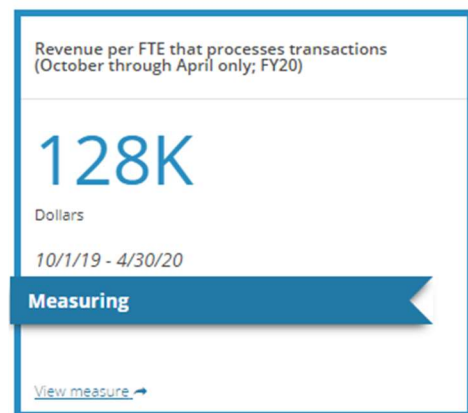 Revenue per FTE that processes transactions
(October through April only; FY20)
128K
Dollars
10/1/19 - 4/30/20
Measuring
View measure